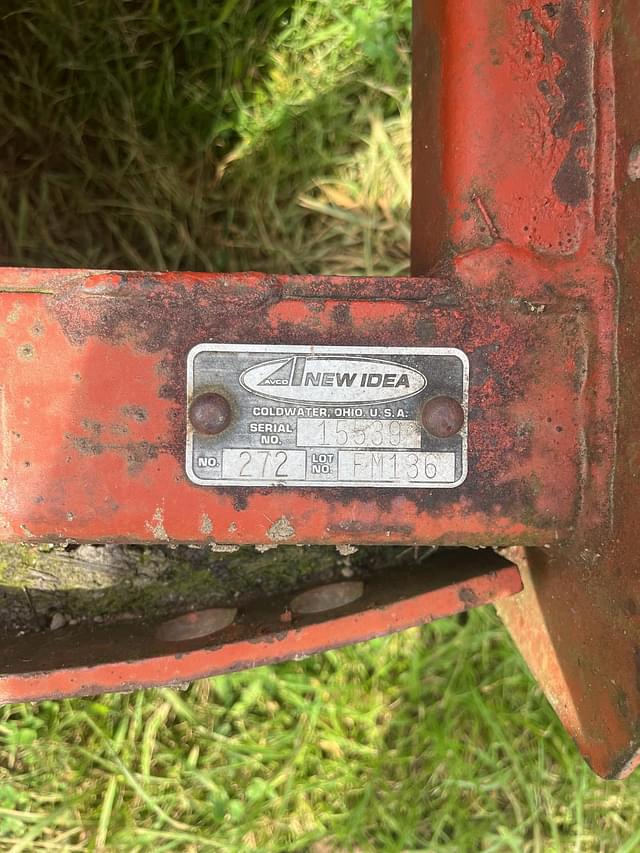 AVCO NEW IDEA
COLDWATER, OHIO, U.S.A.
SERIAL NO. 15539
NO. 272 LOT NO. FM136